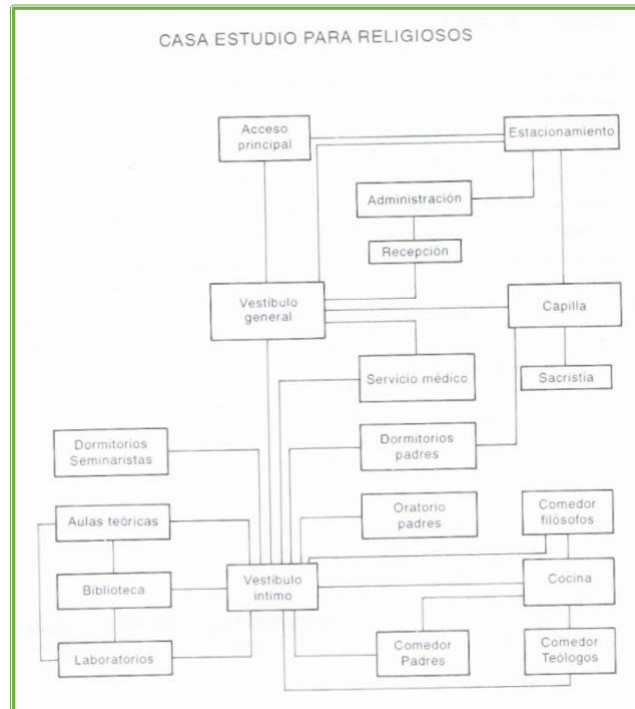 CASA ESTUDIO PARA RELIGIOSOS
Acceso
principal
Estacionamiento
Administración
Recepción
Vestíbulo
general
Capilla
Servicio médico
Sacristía
Dormitorios
Seminaristas
Dormitorios
padres
Aulas teóricas
Oratorio
padres
Comedor
filósofos
Biblioteca
Vestíbulo
íntimo
Cocina
Laboratorios
Comedor
Padres
Comedor
Teólogos